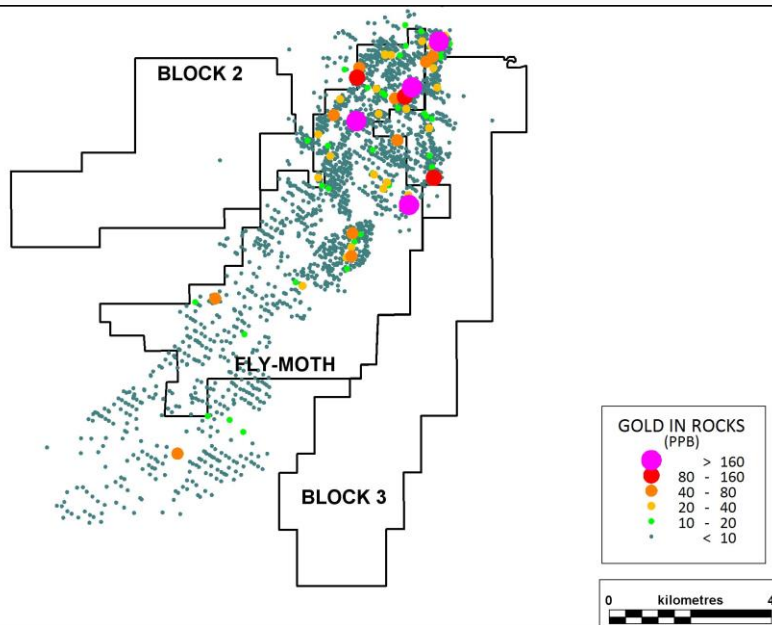 BLOCK 2
FLY-MOTH
BLOCK 3
GOLD IN ROCKS
(PPB)
> 160
80 - 160
40 - 80
20 - 40
10 - 20
< 10
0 kilometres 4